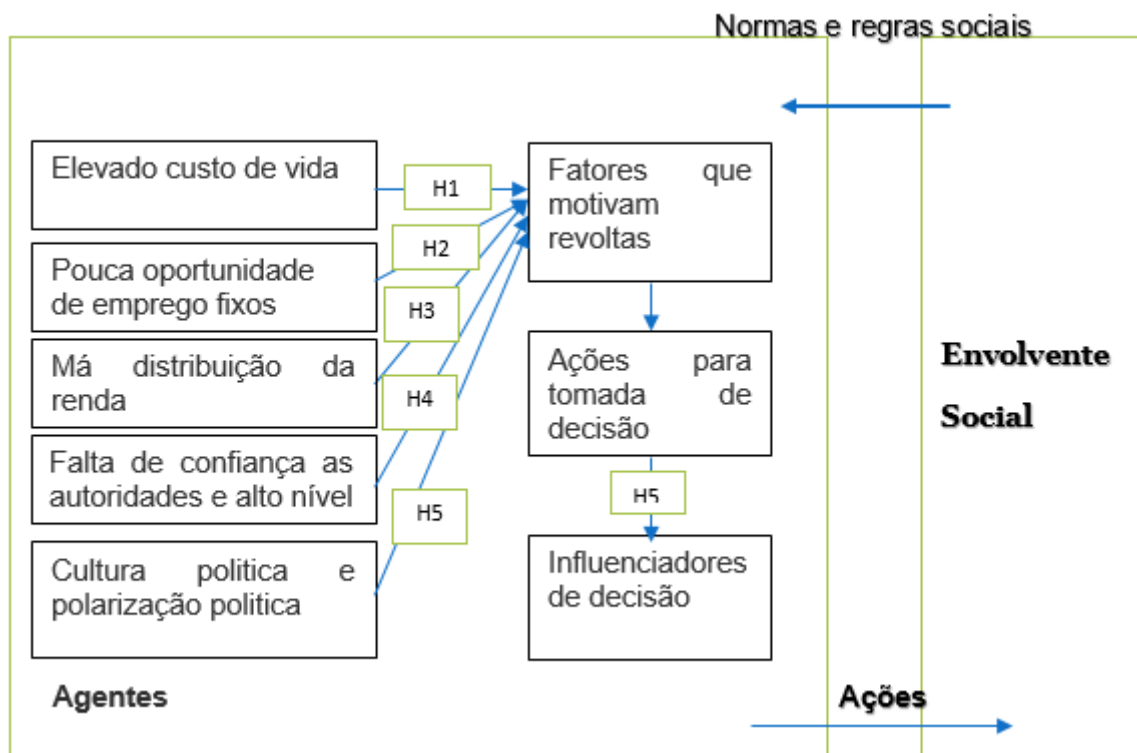 Normas e regras sociais
Elevado custo de vida
H1
Fatores que
motivam
revoltas
Pouca oportunidade
de emprego fixos
H2
Má distribuição da
renda
H3
Ações para
tomada de
decisão
Envolvente
Social
H4
Falta de confiança as
autoridades e alto nível
H5
H5
Cultura politica e
polarização politica
Influenciadores
de decisão
Agentes
Ações